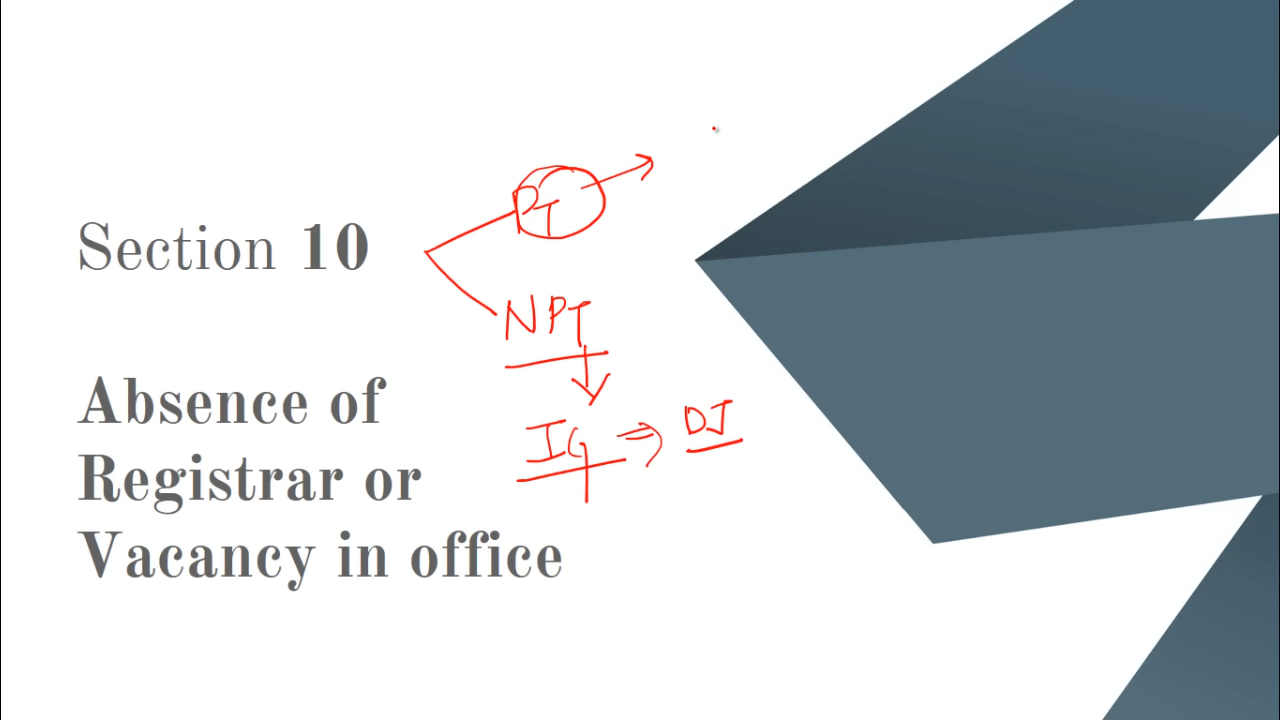 Section 10
PT
NPT
IG
DJ
Absence of
Registrar or
Vacancy in office